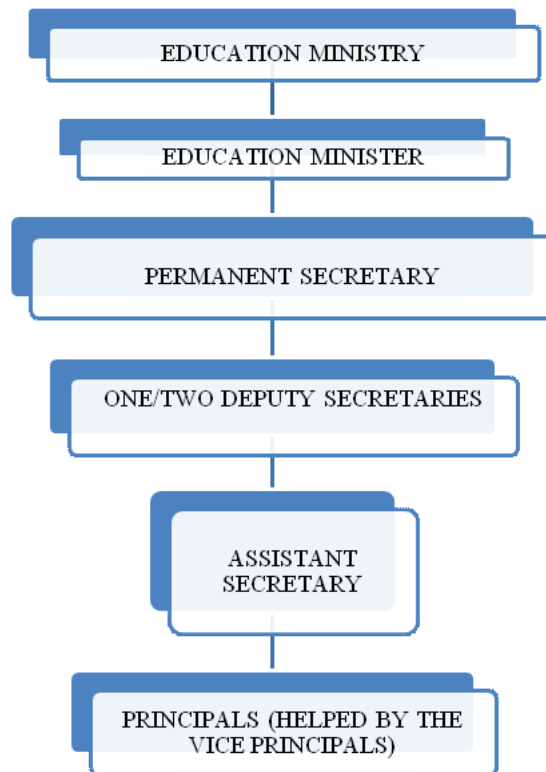 EDUCATION MINISTRY
EDUCATION MINISTER
PERMANENT SECRETARY
ONE/TWO DEPUTY SECRETARIES
ASSISTANT
SECRETARY
PRINCIPALS (HELPED BY THE
VICE PRINCIPALS)